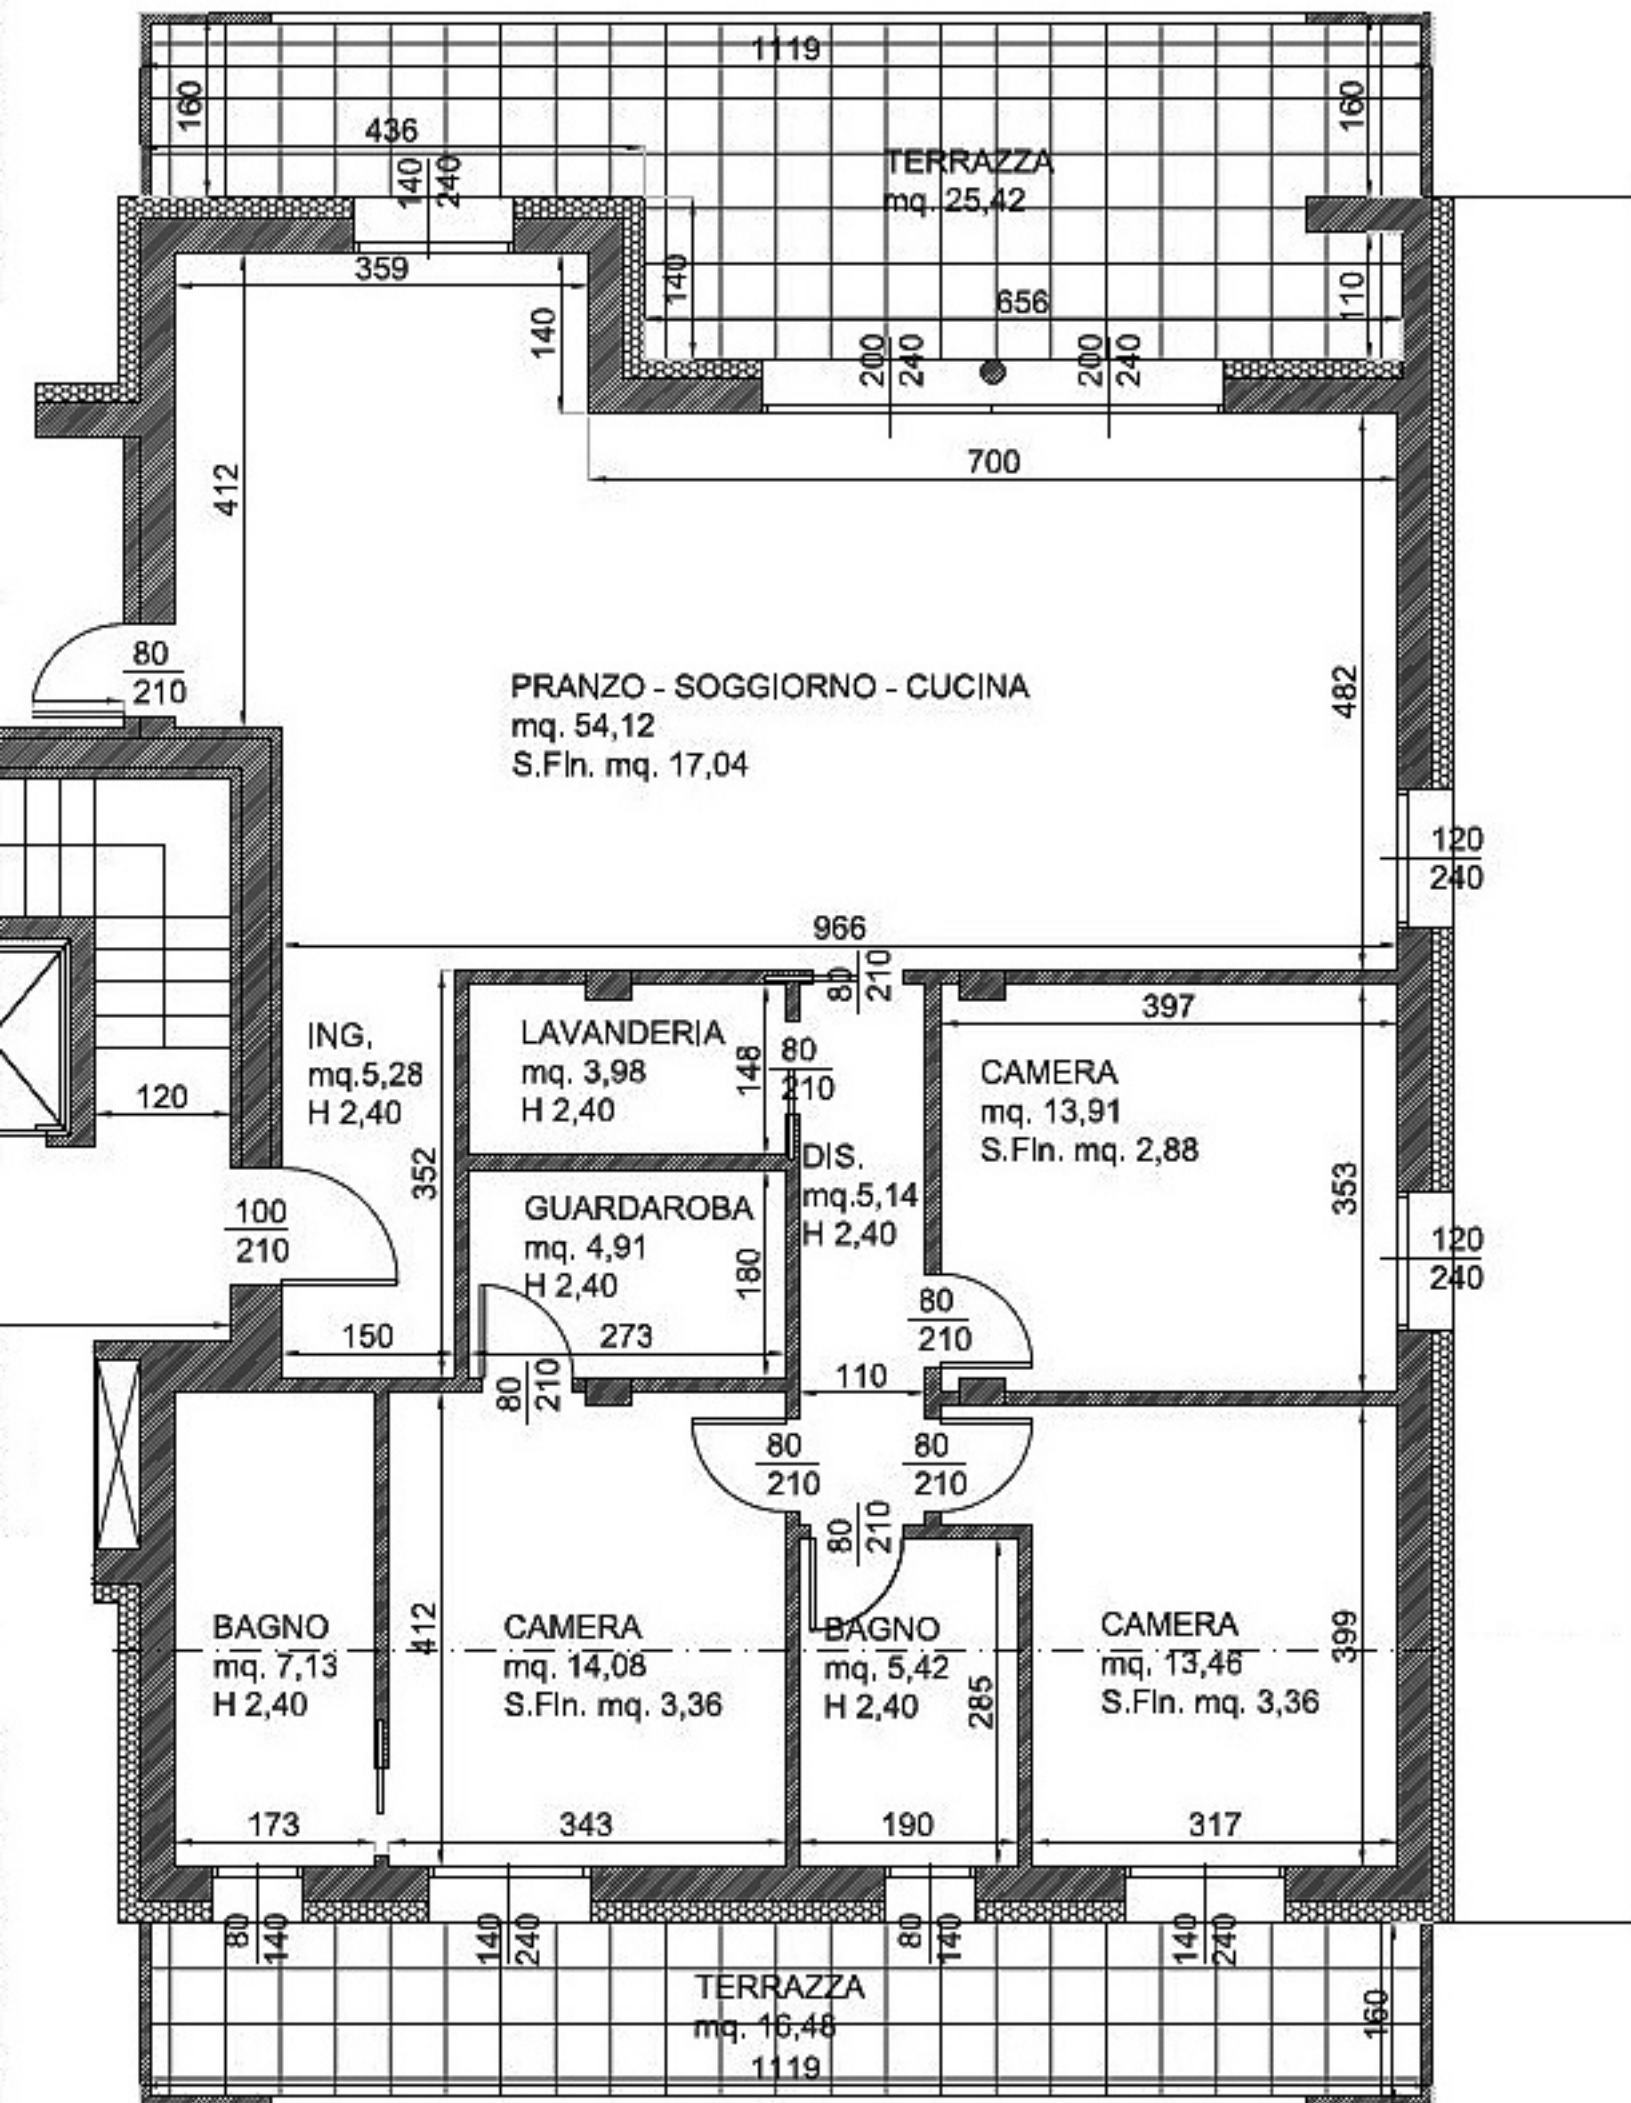 1119
160
160
436
140
240
TERRAZZA
mq. 25,42
359
140
140
656
110
200
240
200
240
412
700
80
210
PRANZO - SOGGIORNO - CUCINA
mq. 54,12
S.Fin. mq. 17,04
482
120
240
966
80
210
397
ING.
mq.5,28
H 2,40
LAVANDERIA
mq. 3,98
H 2,40
148
80
210
CAMERA
mq. 13,91
S.Fin. mq. 2,88
120
352
DIS.
mq.5,14
H 2,40
353
100
210
GUARDAROBA
mq. 4,91
H 2,40
180
120
240
80
210
150
273
110
80
210
80
210
80
210
80
210
BAGNO
mq. 7,13
H 2,40
412
CAMERA
mq. 14,08
S.Fin. mq. 3,36
BAGNO
mq. 5,42
H 2,40
285
CAMERA
mq. 13,46
S.Fin. mq. 3,36
399
173
343
190
317
80
140
140
240
80
140
140
240
TERRAZZA
mq. 16,48
1119
160